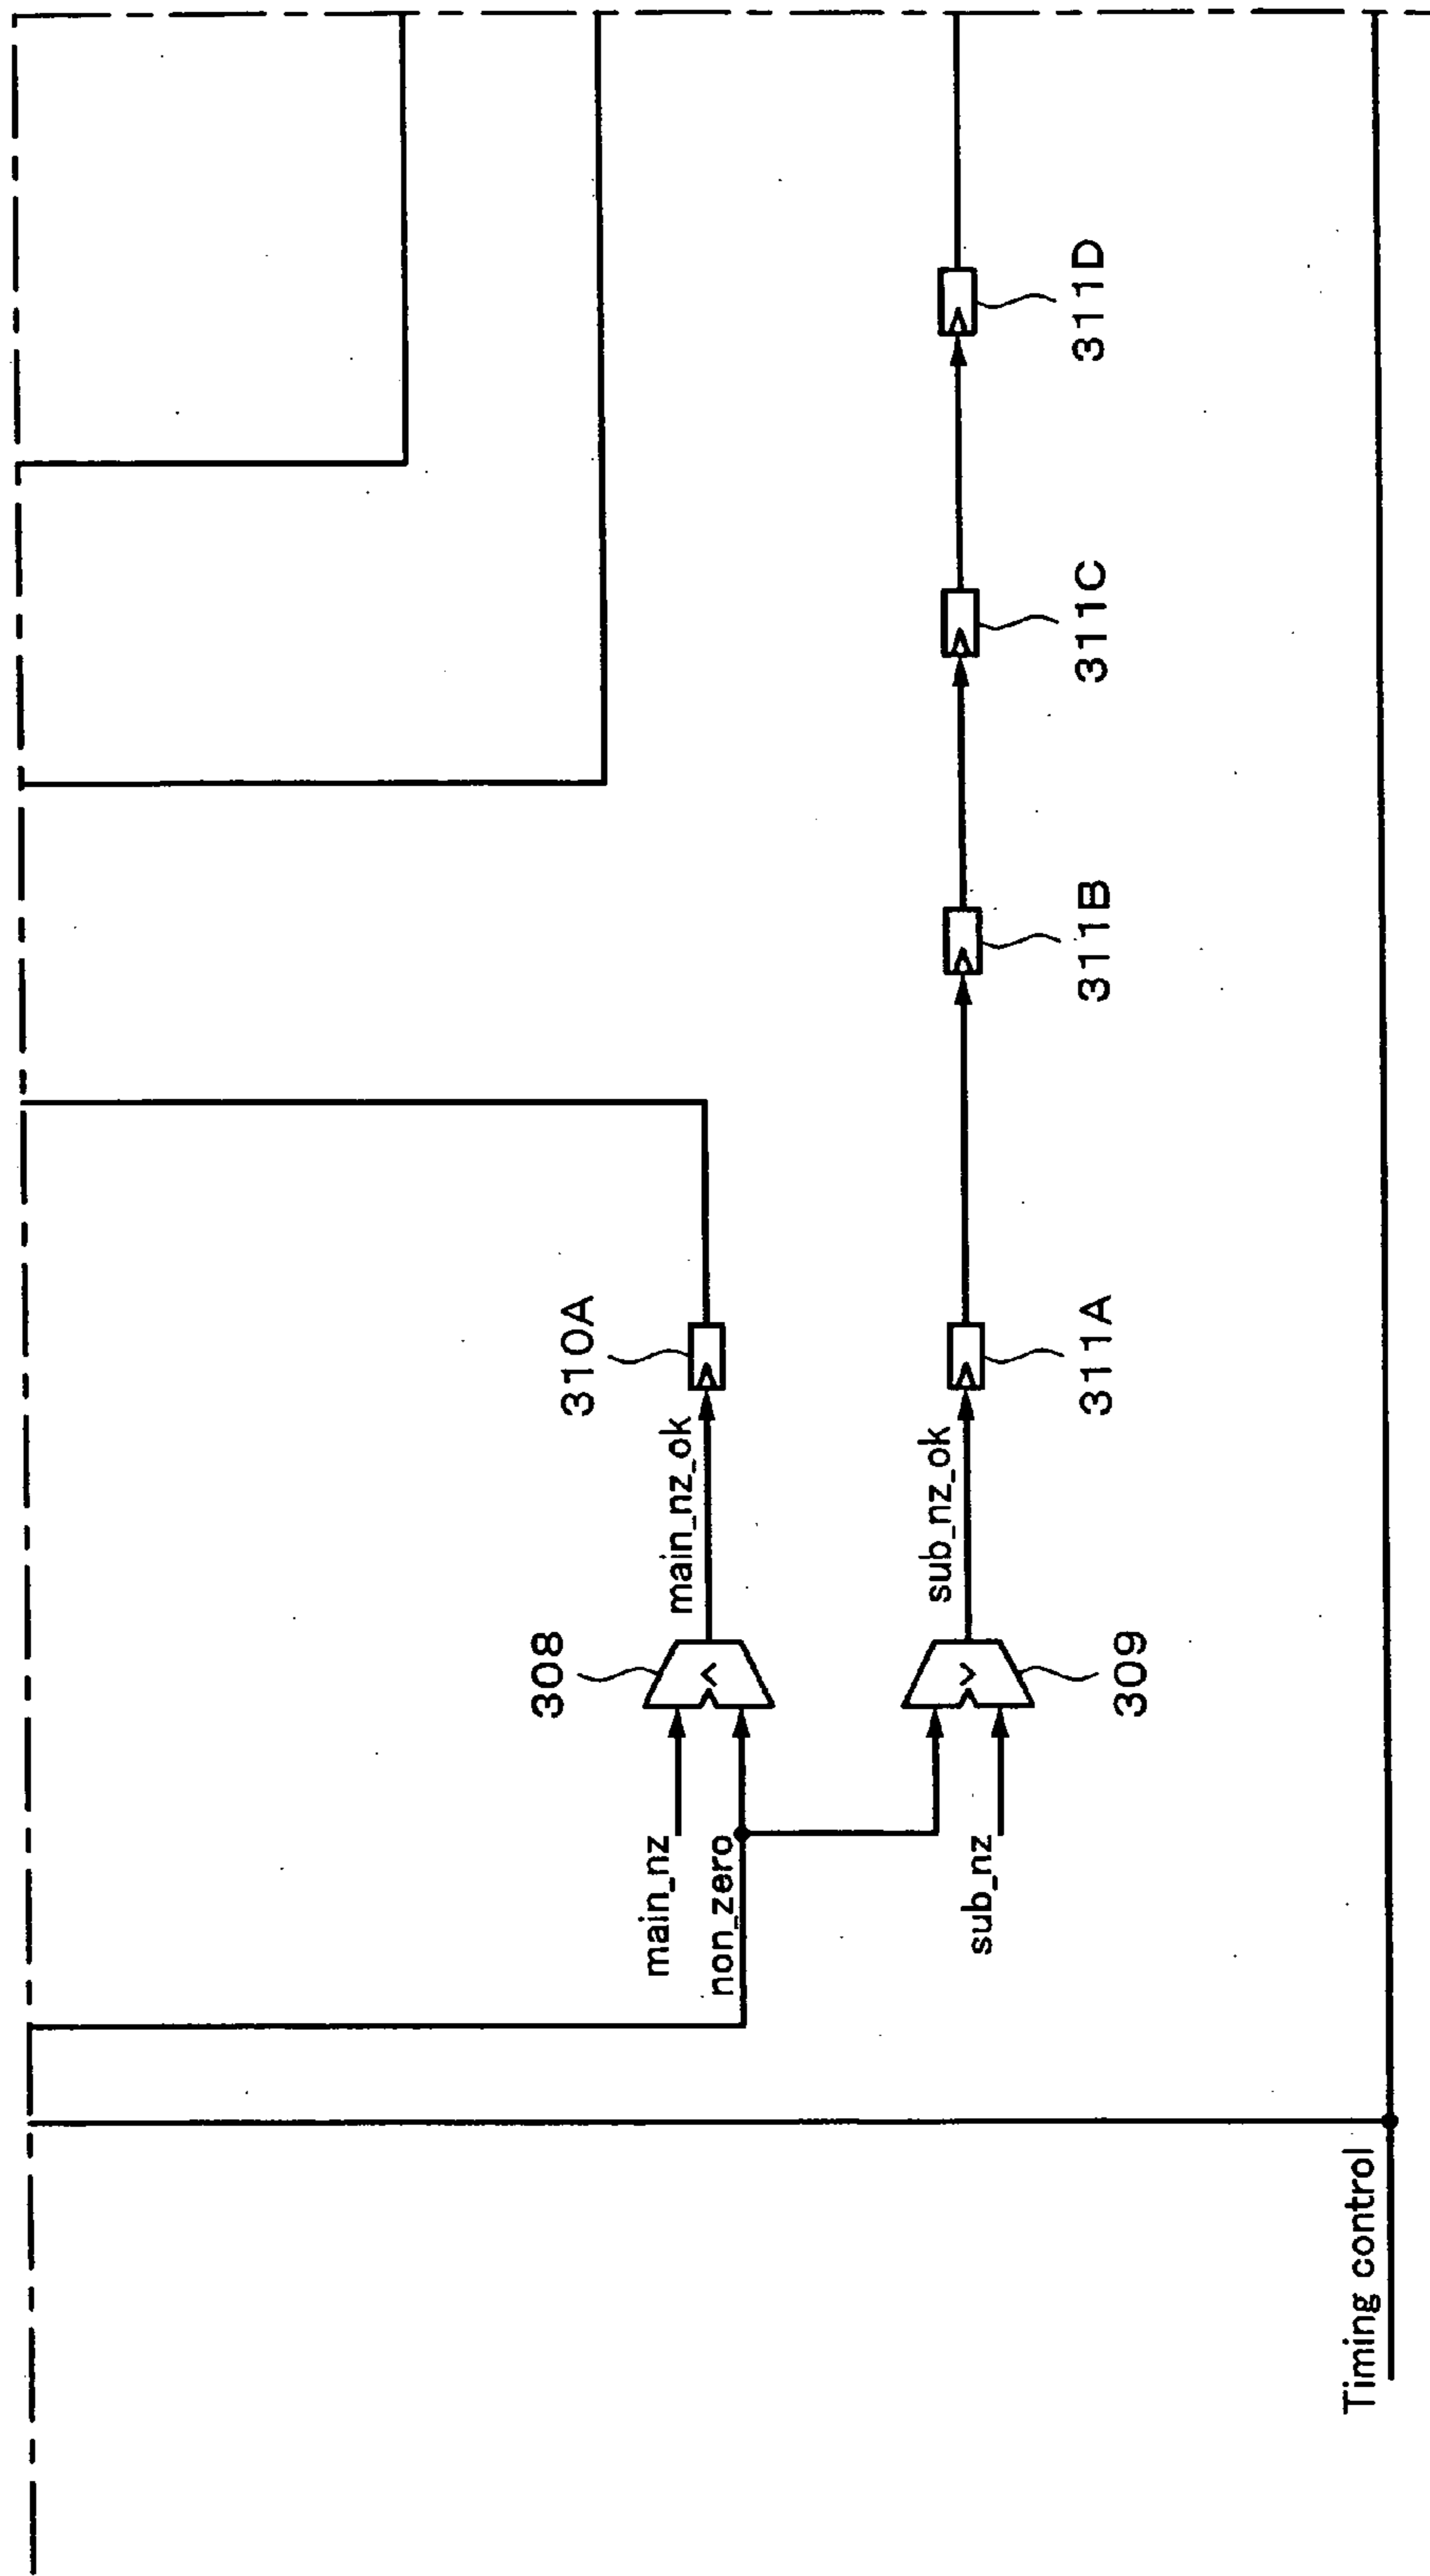 308
310A
main_nz
main_nz_ok
<
non_zero
sub_nz_ok
>
sub_nz
309
311A
311B
311C
311D
Timing control